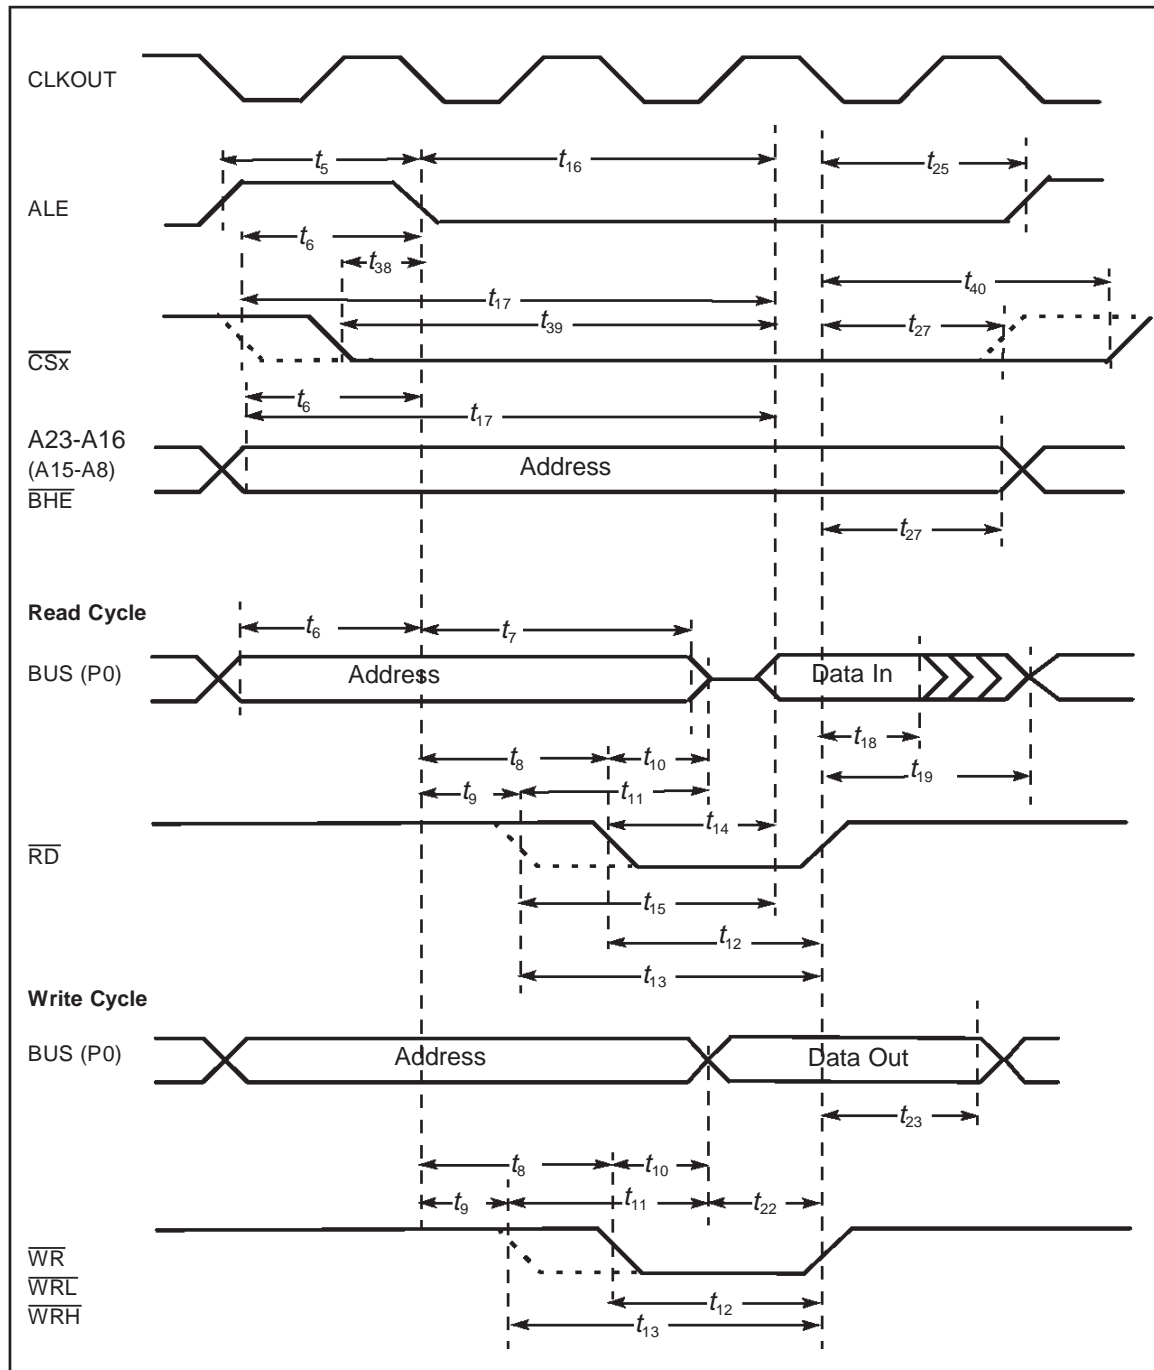 CLKOUT
t5 t16 t25
ALE
t6
t38
t40
t17
t39 t27
CSx
t6
t17
A23-A16
(A15-A8) Address
BHE
t27
Read Cycle
t6 t7
BUS (P0) Address Data In
t18
t8 t10
t19
t9 t11
t14
RD
t15
t12
t13
Write Cycle
BUS (P0) Address Data Out
t23
t8 t10
t9 t11 t22
WR
WRL
t12
WRH
t13